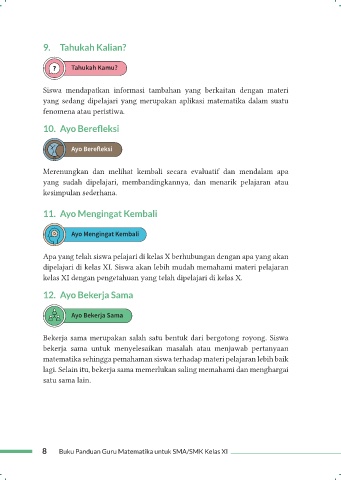 9. Tahukah Kalian?
? Tahukah Kamu?
Siswa mendapatkan informasi tambahan yang berkaitan dengan materi
yang sedang dipelajari yang merupakan aplikasi matematika dalam suatu
fenomena atau peristiwa.
10. Ayo Berefleksi
Ayo Berefleksi
Merenungkan dan melihat kembali secara evaluatif dan mendalam apa
yang sudah dipelajari, membandingkannya, dan menarik pelajaran atau
kesimpulan sederhana.
11. Ayo Mengingat Kembali
Ayo Mengingat Kembali
Apa yang telah siswa pelajari di kelas X berhubungan dengan apa yang akan
dipelajari di kelas XI. Siswa akan lebih mudah memahami materi pelajaran
kelas XI dengan pengetahuan yang telah dipelajari di kelas X.
12. Ayo Bekerja Sama
Ayo Bekerja Sama
Bekerja sama merupakan salah satu bentuk dari bergotong royong. Siswa
bekerja sama untuk menyelesaikan masalah atau menjawab pertanyaan
matematika sehingga pemahaman siswa terhadap materi pelajaran lebih baik
lagi. Selain itu, bekerja sama memerlukan saling memahami dan menghargai
satu sama lain.
8 Buku Panduan Guru Matematika untuk SMA/SMK Kelas XI